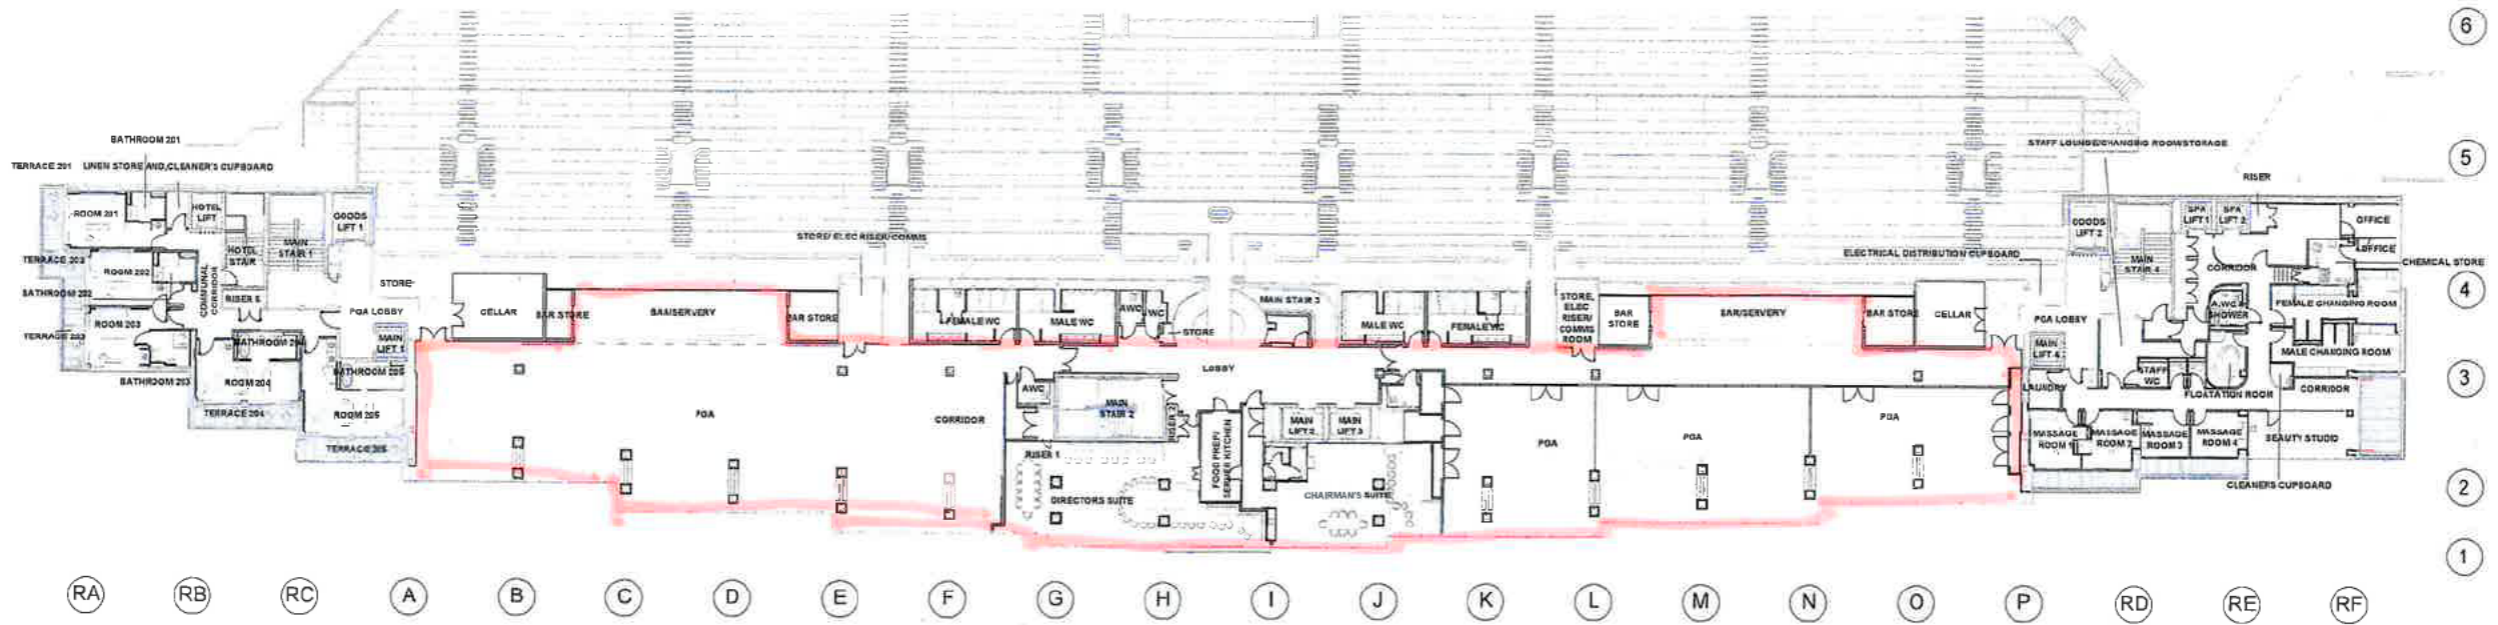 6
BATHROOM 201
STAFF LOUNGE/CHANGING ROOM/STORAGE
5
TERRACE 201
LINEN STORE AND CLEANER'S CUPBOARD
RISER
ROOM 201
HOTEL
LIFT
GOODS
LIFT 1
GOODS
LIFT 2
SPA
LIFT 1
SPA
LIFT 2
OFFICE
STORE/ ELEC RISER/COMMS
HOTEL
STAIR
MAIN
STAIR 1
OFFICE
ELECTRICAL DISTRIBUTION CUPBOARD
TERRACE 202
ROOM 202
COMMUNAL
CORRIDOR
MAIN
STAIR 4
CORRIDOR
CHEMICAL STORE
STORE
4
BATHROOM 202
RISER 5
MAIN STAIR 3
STORE,
ELEC
RISER/
COMMS
ROOM
A.WC &
SHOWER
FEMALE CHANGING ROOM
ROOM 203
PGA LOBBY
CELLAR
BAR STORE
BAR/SERVERY
BAR STORE
FEMALE WC
MALE WC
AWC
WC
STORE
MALE WC
FEMALE WC
BAR
STORE
BAR/SERVERY
BAR STORE
CELLAR
PGA LOBBY
TERRACE 203
BATHROOM 204
MAIN
LIFT 1
MAIN
LIFT 4
MALE CHANGING ROOM
BATHROOM 203
ROOM 204
BATHROOM 205
LOBBY
STAFF
WC
3
AWC
LAUNDRY
FLOATATION ROOM
CORRIDOR
TERRACE 204
ROOM 205
PGA
CORRIDOR
MAIN
STAIR 2
RISER 2
MAIN
LIFT 2
MAIN
LIFT 3
PGA
PGA
PGA
MASSAGE
ROOM 1
MASSAGE
ROOM 2
MASSAGE
ROOM 3
MASSAGE
ROOM 4
BEAUTY STUDIO
TERRACE 205
RISER 1
FOOD PREP/
SERVER KITCHEN
DIRECTORS SUITE
CHAIRMAN'S SUITE
CLEANERS CUPBOARD
2
1
RA
RB
RC
A
B
C
D
E
F
G
H
I
J
K
L
M
N
O
P
RD
RE
RF